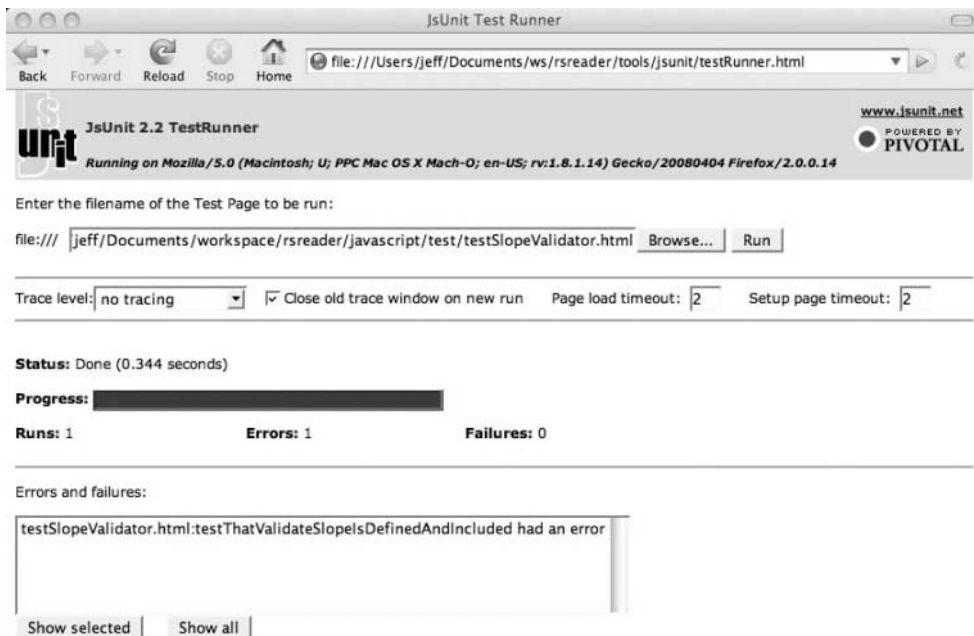 JsUnit Test Runner
Back Forward Reload Stop Home file:///Users/jeff/Documents/ws/rsreader/tools/jsunit/testRunner.html
JsUnit 2.2 TestRunner
www.jsunit.net
POWERED BY
PIVOTAL
Running on Mozilla/5.0 (Macintosh; U; PPC Mac OS X Mach-O; en-US; rv:1.8.1.14) Gecko/20080404 Firefox/2.0.0.14
Js
unit
Enter the filename of the Test Page to be run:
file:/// jeff/Documents/workspace/rsreader/javascript/test/testSlopeValidator.html Browse... Run
Trace level: no tracing Close old trace window on new run Page load timeout: 2 Setup page timeout: 2
Status: Done (0.344 seconds)
Progress:
Runs: 1 Errors: 1 Failures: 0
Errors and failures:
testSlopeValidator.html:testThatValidateSlopeIsDefinedAndIncluded had an error
Show selected Show all